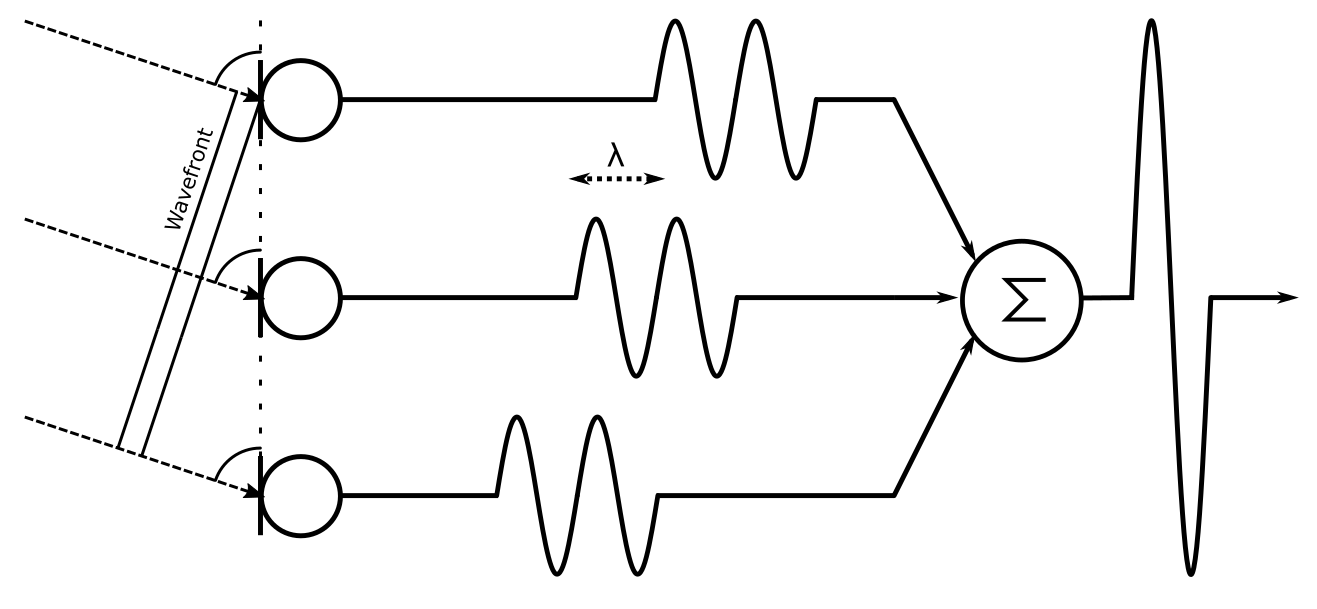 λ
Wavefront
Σ